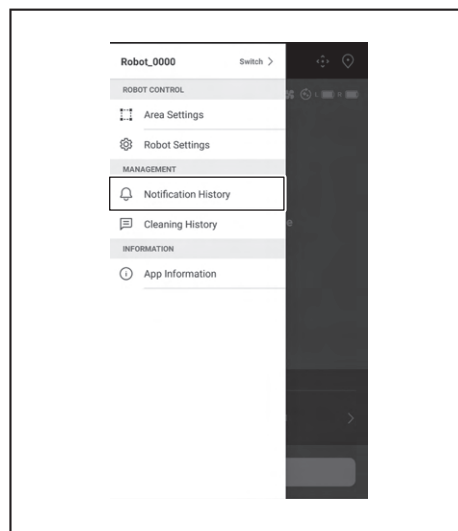 Robot_0000 Switch >
ROBOT CONTROL
Area Settings
Robot Settings
MANAGEMENT
Notification History
Cleaning History
INFORMATION
App Information